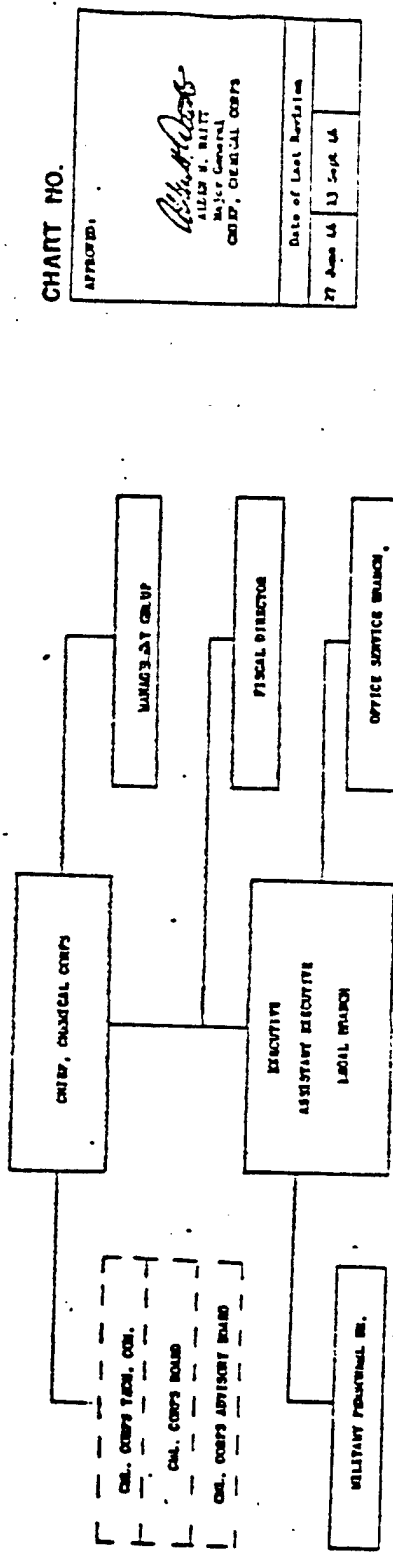 CHART NO.
APPROVED:
ALDEN H. WAITT
Major General
CHIEF, CHEMICAL CORPS
Date of Last Revision
27 June 46 13 Sept 46
CHIEF, CHEMICAL CORPS
MANAGEMENT GROUP
CML. CORPS TECH. COM.
CML. CORPS BOARD
CML. CORPS ADVISORY BOARD
FISCAL DIRECTOR
EXECUTIVE
ASSISTANT EXECUTIVE
LEGAL BRANCH
MILITARY PERSONNEL BR.
OFFICE SERVICE BRANCH